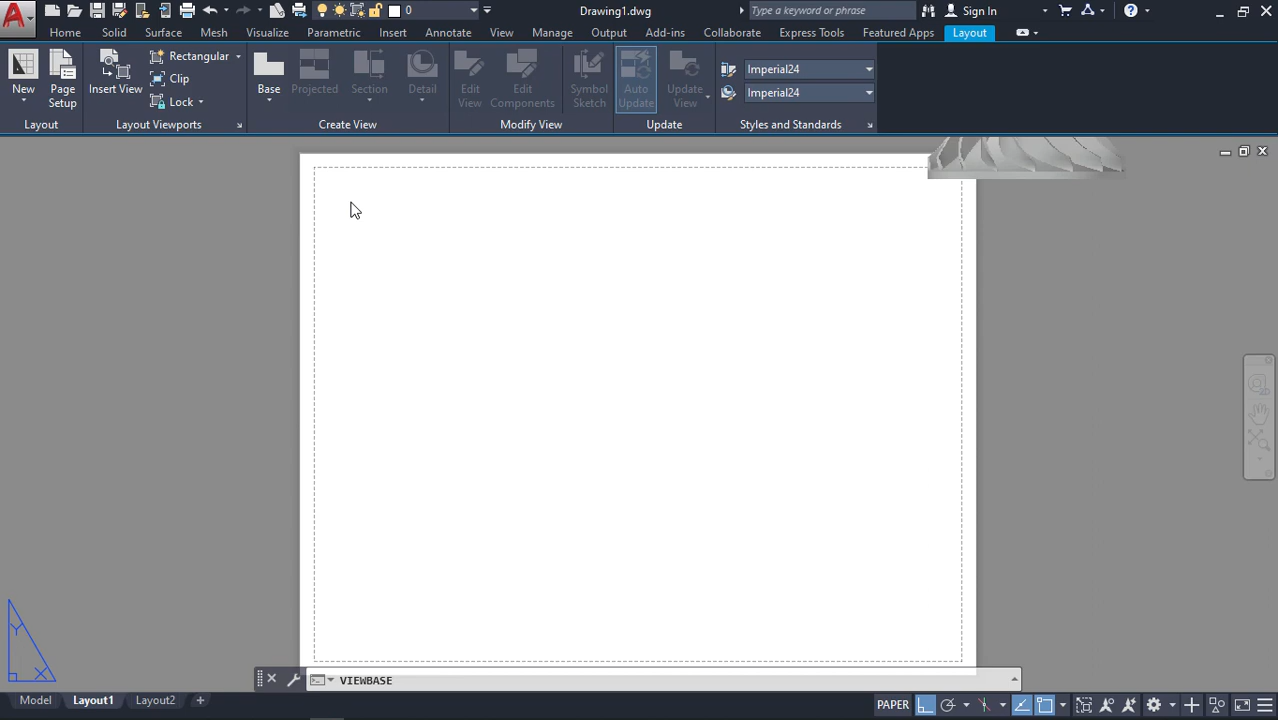 0
Drawing1.dwg
Type a keyword or phrase
Sign In
Home Solid Surface Mesh Visualize Parametric Insert Annotate View Manage Output Add-ins Collaborate Express Tools Featured Apps Layout
New
Page Setup
Insert View
Rectangular
Clip
Lock
Base
Projected
Section
Detail
Edit View
Edit Components
Symbol Sketch
Auto Update
Update View
Imperial24
Imperial24
Layout
Layout Viewports
Create View
Modify View
Update
Styles and Standards
Y
X
VIEWBASE
Model Layout1 Layout2 +
PAPER